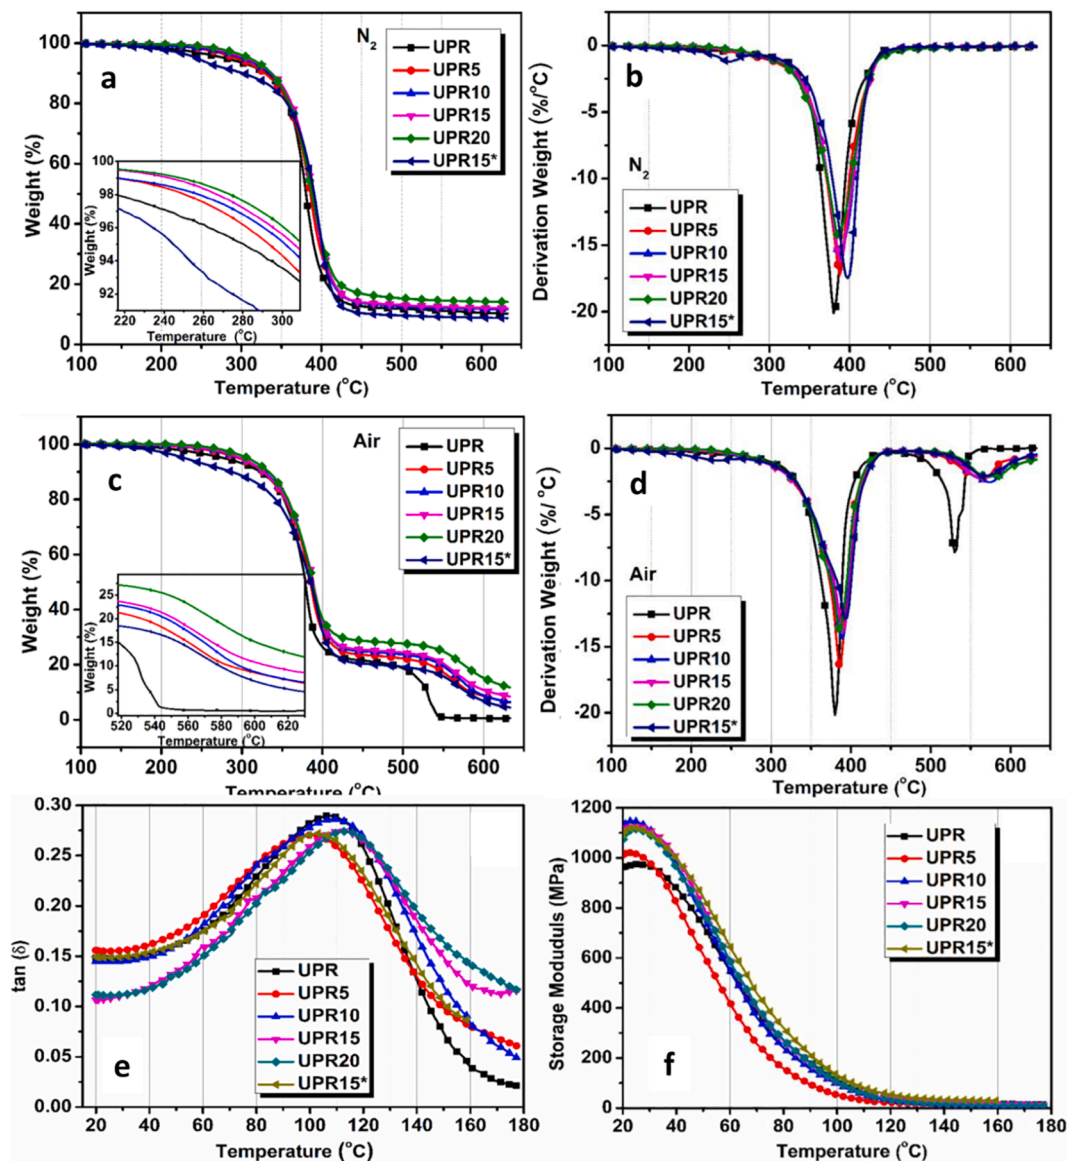 a
N2
UPR
UPR5
UPR10
UPR15
UPR20
UPR15*
Weight (%)
100
80
60
40
20
0
100 200 300 400 500 600
Temperature (°C)
Weight (%)
100
98
96
94
92
220 240 260 280 300
Temperature (°C)
b
N2
UPR
UPR5
UPR10
UPR15
UPR20
UPR15*
Derivation Weight (%/°C)
0
-5
-10
-15
-20
100 200 300 400 500 600
Temperature (°C)
c
Air
UPR
UPR5
UPR10
UPR15
UPR20
UPR15*
Weight (%)
100
80
60
40
20
0
100 200 300 400 500 600
Temperature (°C)
Weight (%)
25
20
15
10
5
0
520 540 560 580 600 620
Temperature (°C)
d
Air
UPR
UPR5
UPR10
UPR15
UPR20
UPR15*
Derivation Weight (%/ °C)
0
-5
-10
-15
-20
100 200 300 400 500 600
Temperature (°C)
e
UPR
UPR5
UPR10
UPR15
UPR20
UPR15*
tan (δ)
0.30
0.25
0.20
0.15
0.10
0.05
0.00
20 40 60 80 100 120 140 160 180
Temperature (°C)
f
UPR
UPR5
UPR10
UPR15
UPR20
UPR15*
Storage Moduduls (MPa)
1200
1100
1000
800
600
400
200
0
20 40 60 80 100 120 140 160 180
Temperature (°C)